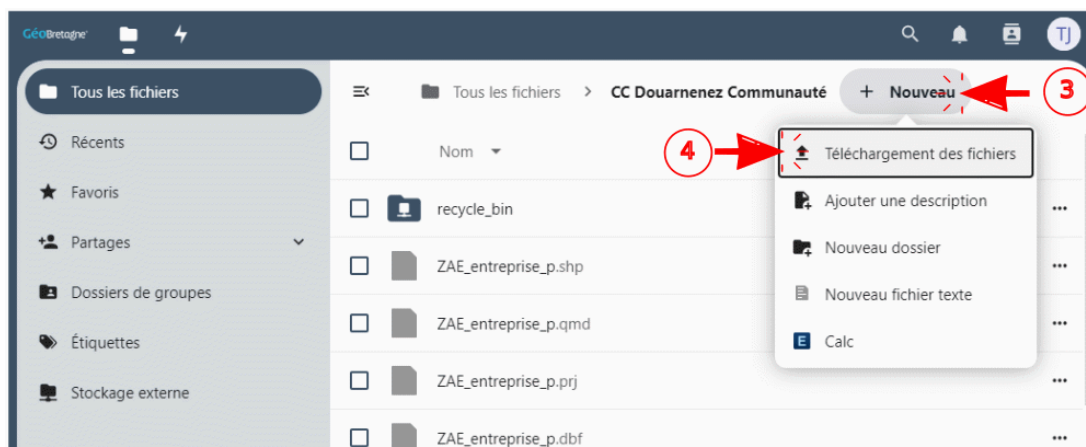 GéoBretagne
TJ
Tous les fichiers
Récents
Favoris
Partages
Dossiers de groupes
Étiquettes
Stockage externe
Tous les fichiers > CC Douarnenez Communauté + Nouveau 3
Nom
4
Téléchargement des fichiers
Ajouter une description
Nouveau dossier
Nouveau fichier texte
E Calc
recycle_bin ...
ZAE_entreprise_p.shp ...
ZAE_entreprise_p.qmd ...
ZAE_entreprise_p.prj ...
ZAE_entreprise_p.dbf ...